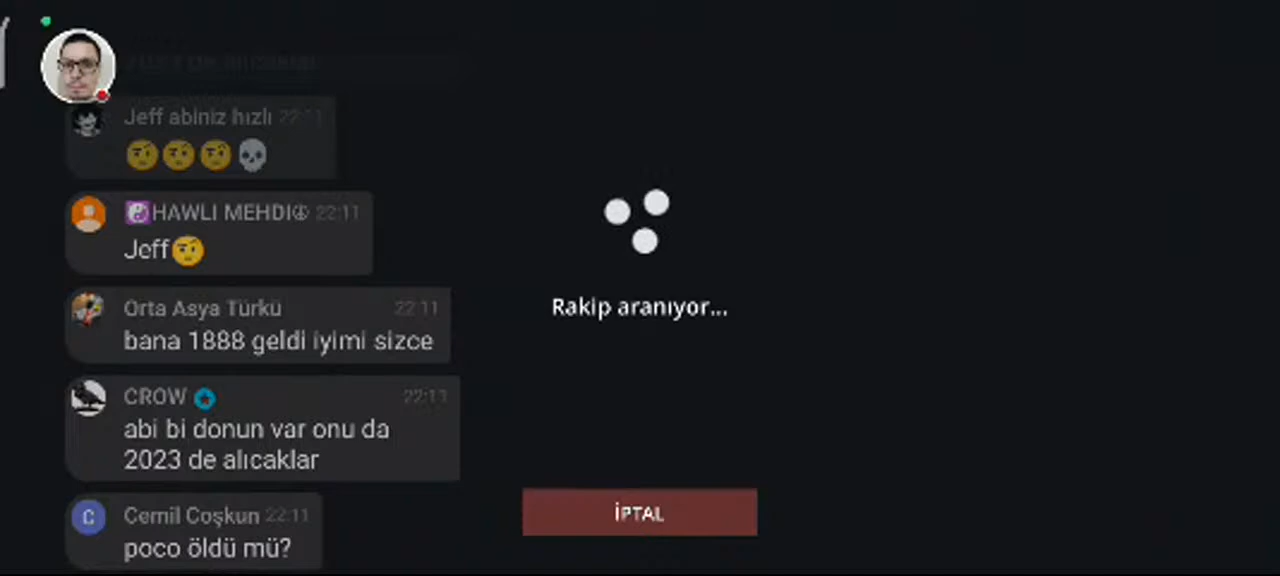 Jeff abiniz hızlı 22:11
🤨🤨🤨💀
☯️HAWLI MEHDI☮ 22:11
Jeff🤨
Orta Asya Türkü 22:11
bana 1888 geldi iyimi sizce
CROW 22:11
abi bi donun var onu da
2023 de alıcaklar
Cemil Coşkun 22:11
C
poco öldü mü?
Rakip aranıyor...
İPTAL